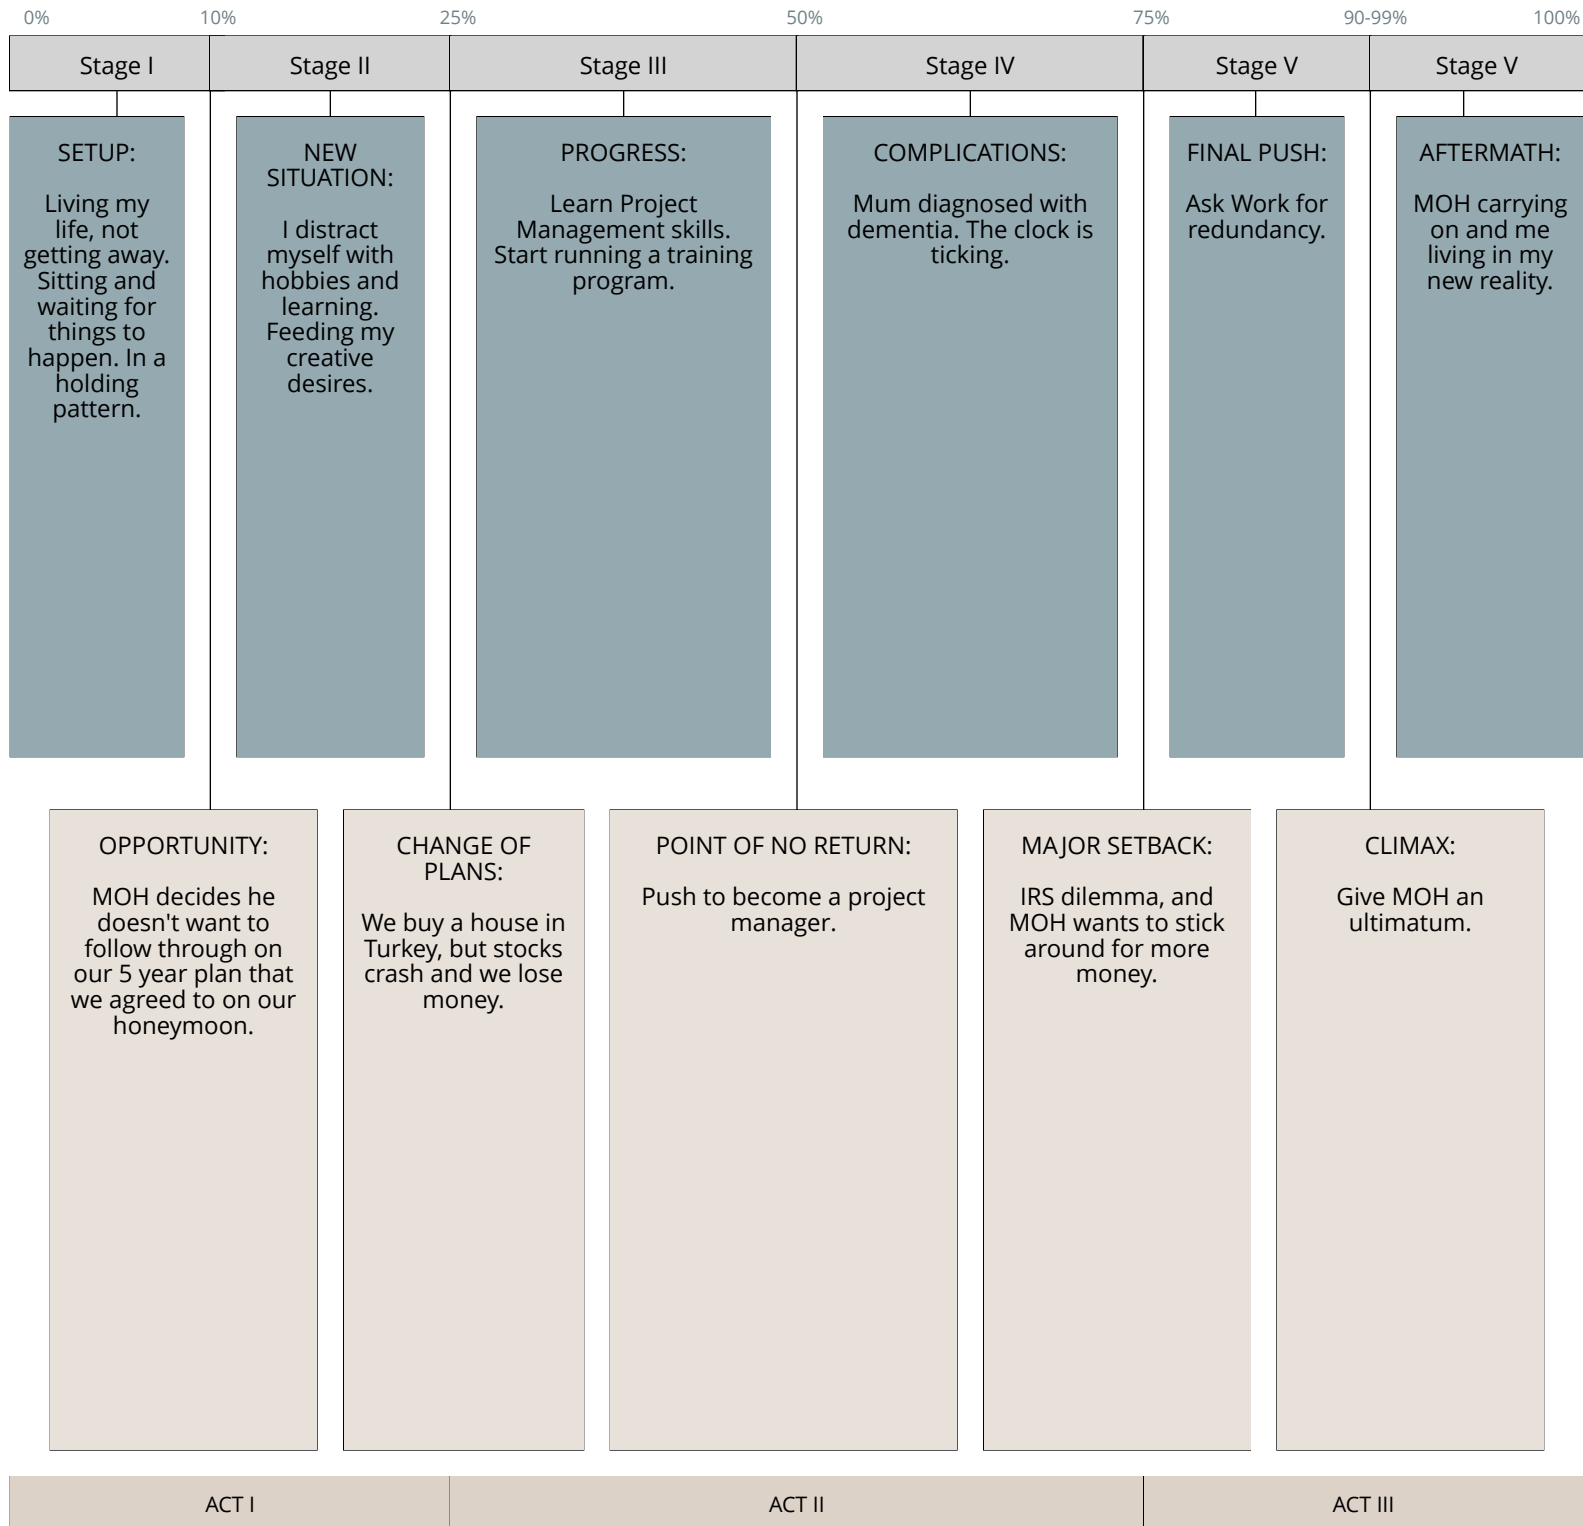 0%
10%
25%
50%
75%
90-99%
100%
Stage I
Stage II
Stage III
Stage IV
Stage V
Stage V
SETUP:
Living my
life, not
getting away.
Sitting and
waiting for
things to
happen. In a
holding
pattern.
NEW
SITUATION:
I distract
myself with
hobbies and
learning.
Feeding my
creative
desires.
PROGRESS:
Learn Project
Management skills.
Start running a training
program.
COMPLICATIONS:
Mum diagnosed with
dementia. The clock is
ticking.
FINAL PUSH:
Ask Work for
redundancy.
AFTERMATH:
MOH carrying
on and me
living in my
new reality.
OPPORTUNITY:
MOH decides he
doesn't want to
follow through on
our 5 year plan that
we agreed to on our
honeymoon.
CHANGE OF
PLANS:
We buy a house in
Turkey, but stocks
crash and we lose
money.
POINT OF NO RETURN:
Push to become a project
manager.
MAJOR SETBACK:
IRS dilemma, and
MOH wants to stick
around for more
money.
CLIMAX:
Give MOH an
ultimatum.
ACT I
ACT II
ACT III